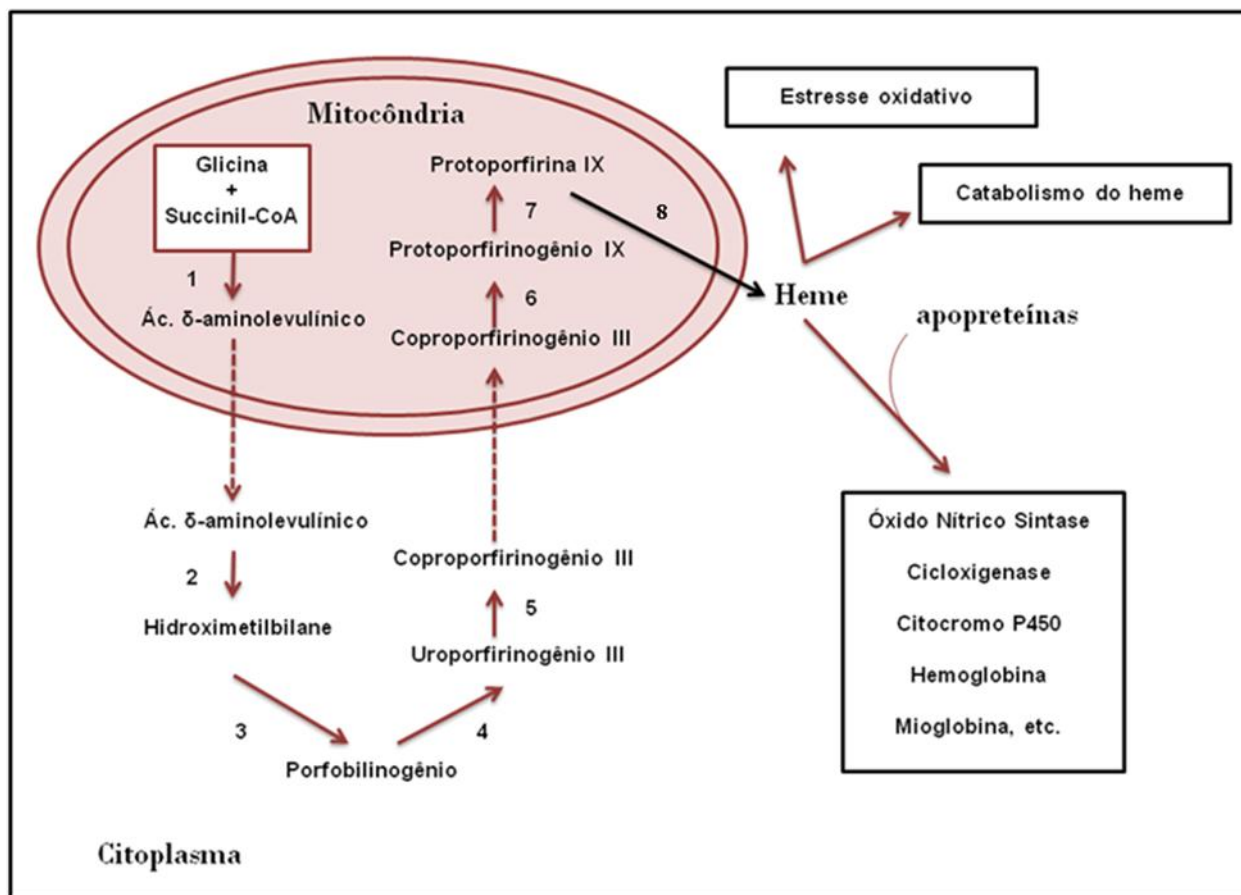 Mitocôndria
Glicina
+
Succinil-CoA
1
Ác. δ-aminolevulínico
Ác. δ-aminolevulínico
2
Hidroximetilbilane
3
Porfobilinogênio
4
Uroporfirinogênio III
5
Coproporfirinogênio III
Coproporfirinogênio III
6
Protoporfirinogênio IX
7
Protoporfirina IX
8
Heme
Estresse oxidativo
Catabolismo do heme
apopreteínas
Óxido Nítrico Sintase
Cicloxigenase
Citocromo P450
Hemoglobina
Mioglobina, etc.
Citoplasma